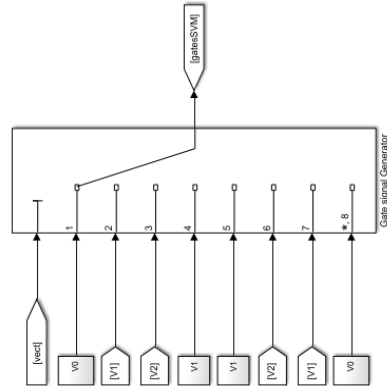 [gatesSVM]
Gate signal Generator
1
2
3
4
5
6
7
*, 8
[vect]
V0
[V1]
[V2]
V1
V1
[V2]
[V1]
V0